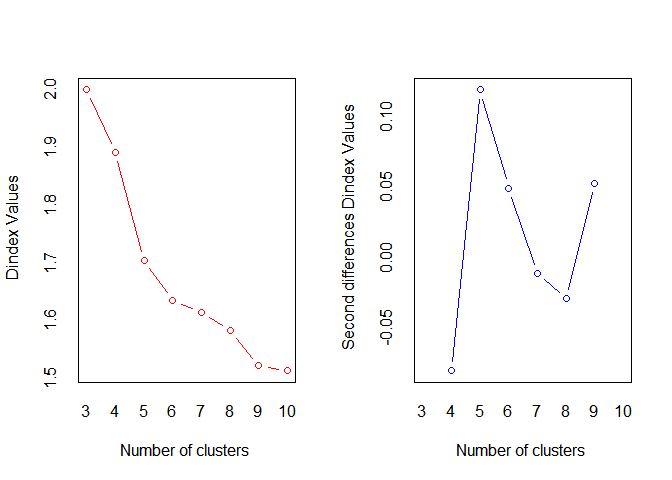 Dindex Values
2.0
1.9
1.8
1.7
1.6
1.5
3 4 5 6 7 8 9 10
Number of clusters
Second differences Dindex Values
0.10
0.05
0.00
-0.05
3 4 5 6 7 8 9 10
Number of clusters